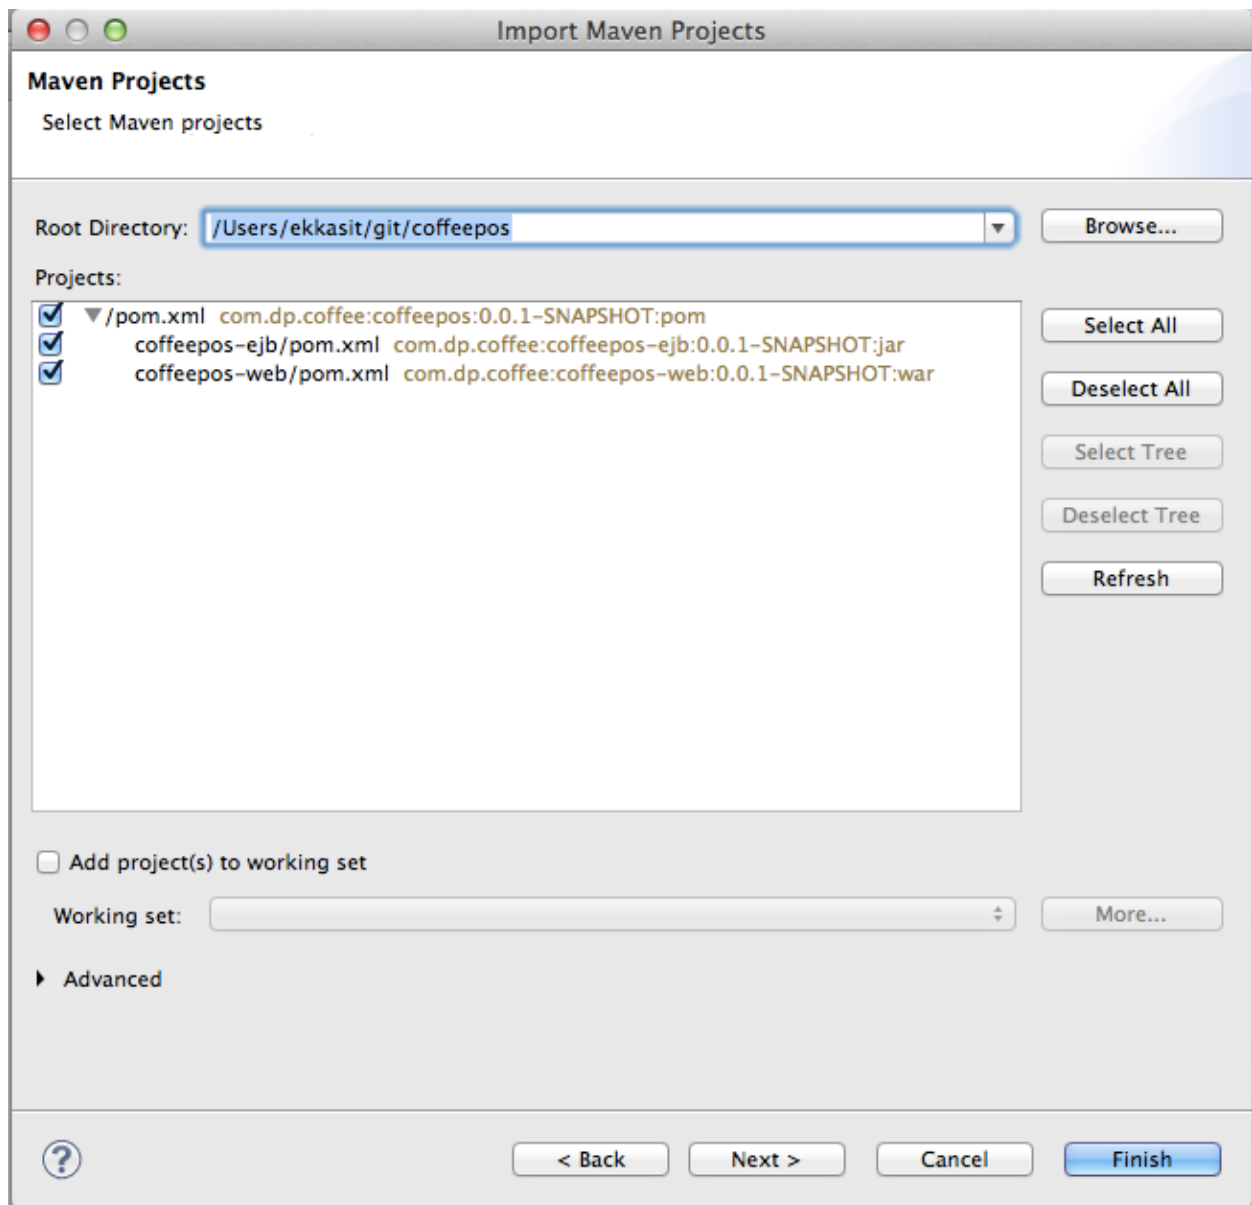 Import Maven Projects
Maven Projects
Select Maven projects
Root Directory: /Users/ekkasit/git/coffeepos Browse...
Projects:
/pom.xml com.dp.coffee:coffeepos:0.0.1-SNAPSHOT:pom
coffeepos-ejb/pom.xml com.dp.coffee:coffeepos-ejb:0.0.1-SNAPSHOT:jar
coffeepos-web/pom.xml com.dp.coffee:coffeepos-web:0.0.1-SNAPSHOT:war
Select All
Deselect All
Select Tree
Deselect Tree
Refresh
Add project(s) to working set
Working set: More...
Advanced
? < Back Next > Cancel Finish